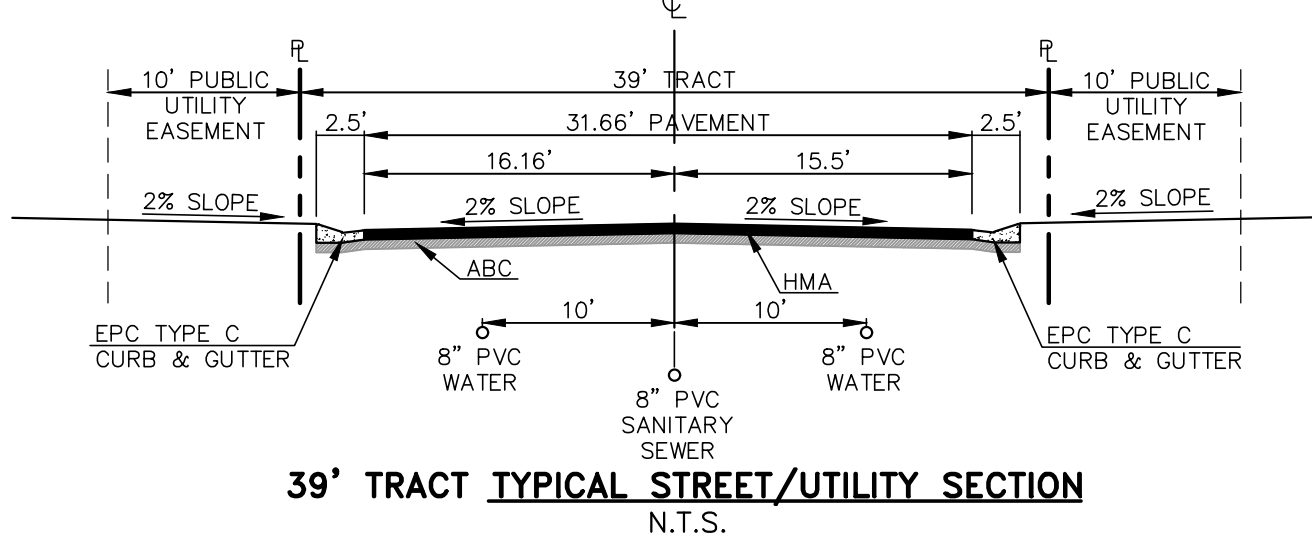 ℄
℄
℄
10' PUBLIC
UTILITY
EASEMENT
39' TRACT
10' PUBLIC
UTILITY
EASEMENT
2.5'
31.66' PAVEMENT
2.5'
16.16'
15.5'
2% SLOPE
2% SLOPE
2% SLOPE
2% SLOPE
ABC
HMA
10'
10'
EPC TYPE C
CURB & GUTTER
8" PVC
WATER
8" PVC
SANITARY
SEWER
8" PVC
WATER
EPC TYPE C
CURB & GUTTER
39' TRACT TYPICAL STREET/UTILITY SECTION
N.T.S.